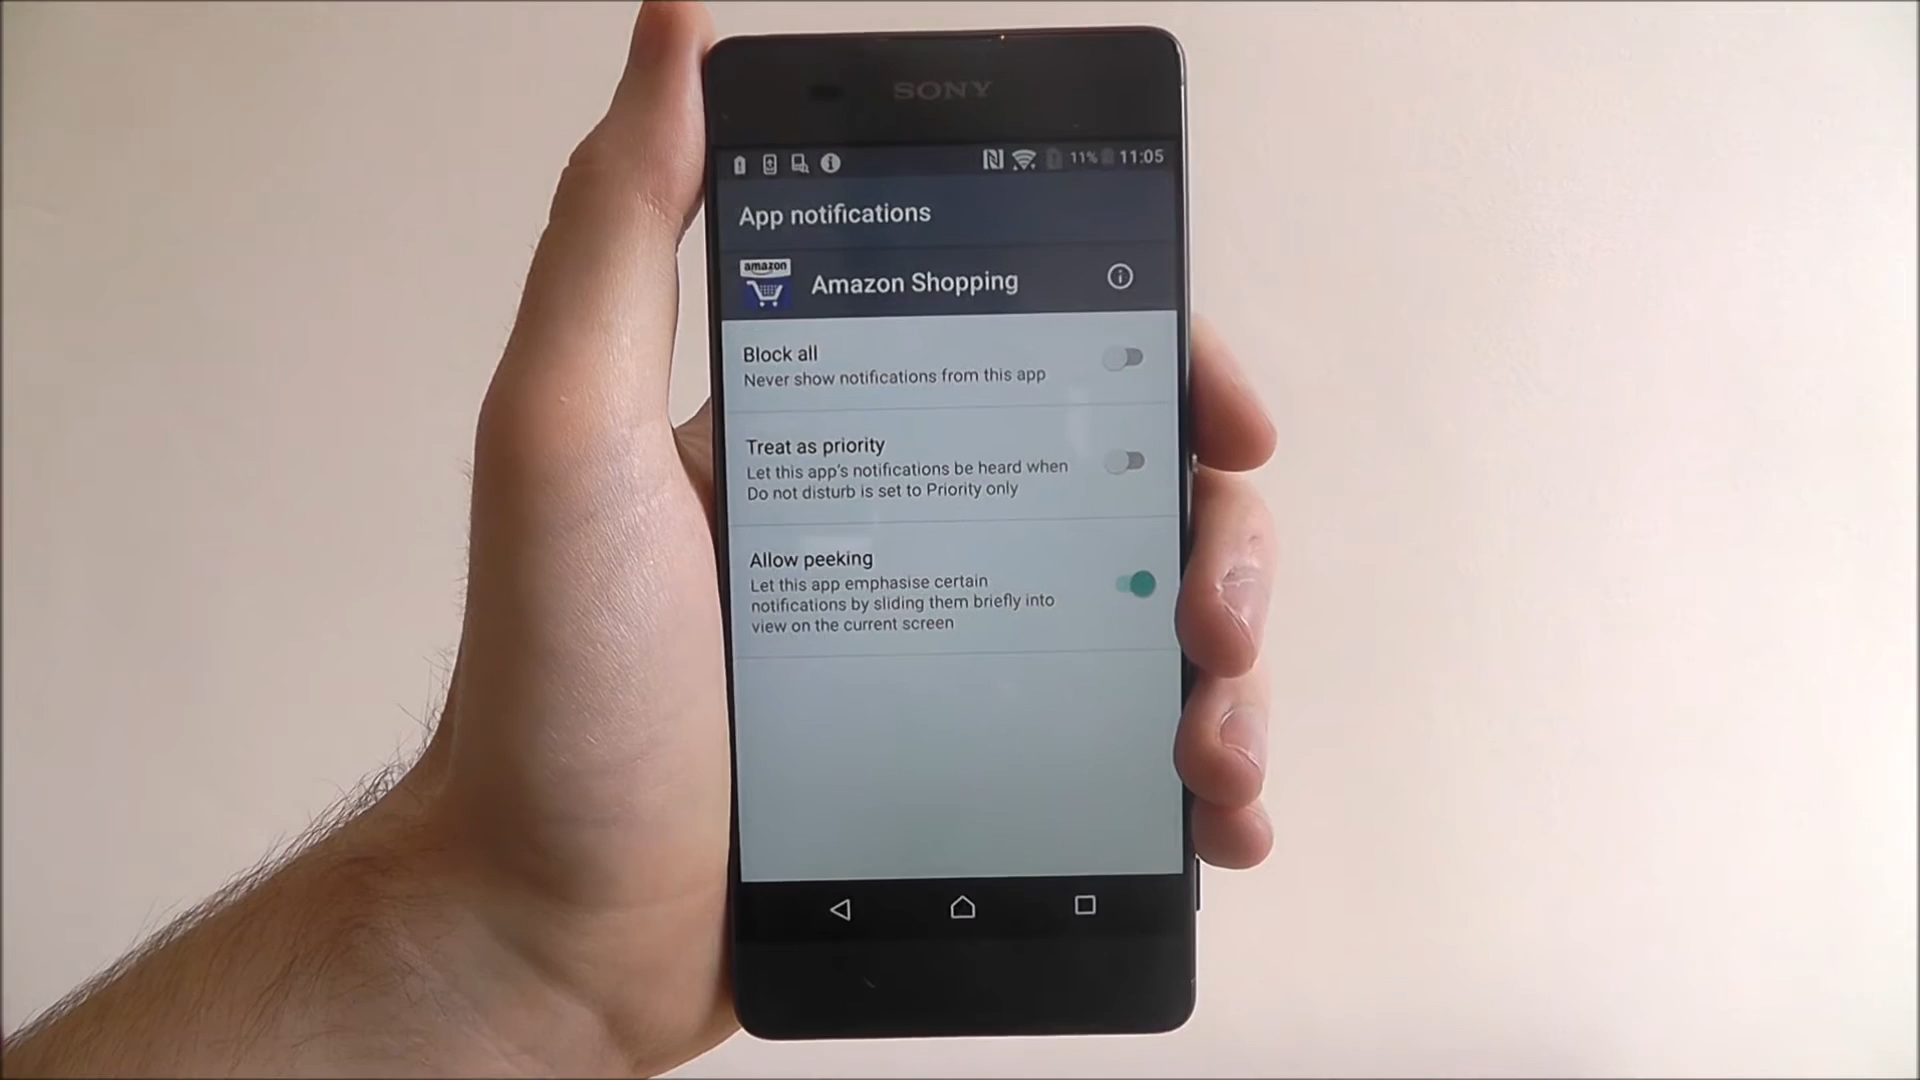 SONY
11% 11:05
App notifications
amazon
Amazon Shopping
Block all
Never show notifications from this app
Treat as priority
Let this app's notifications be heard when
Do not disturb is set to Priority only
Allow peeking
Let this app emphasise certain
notifications by sliding them briefly into
view on the current screen